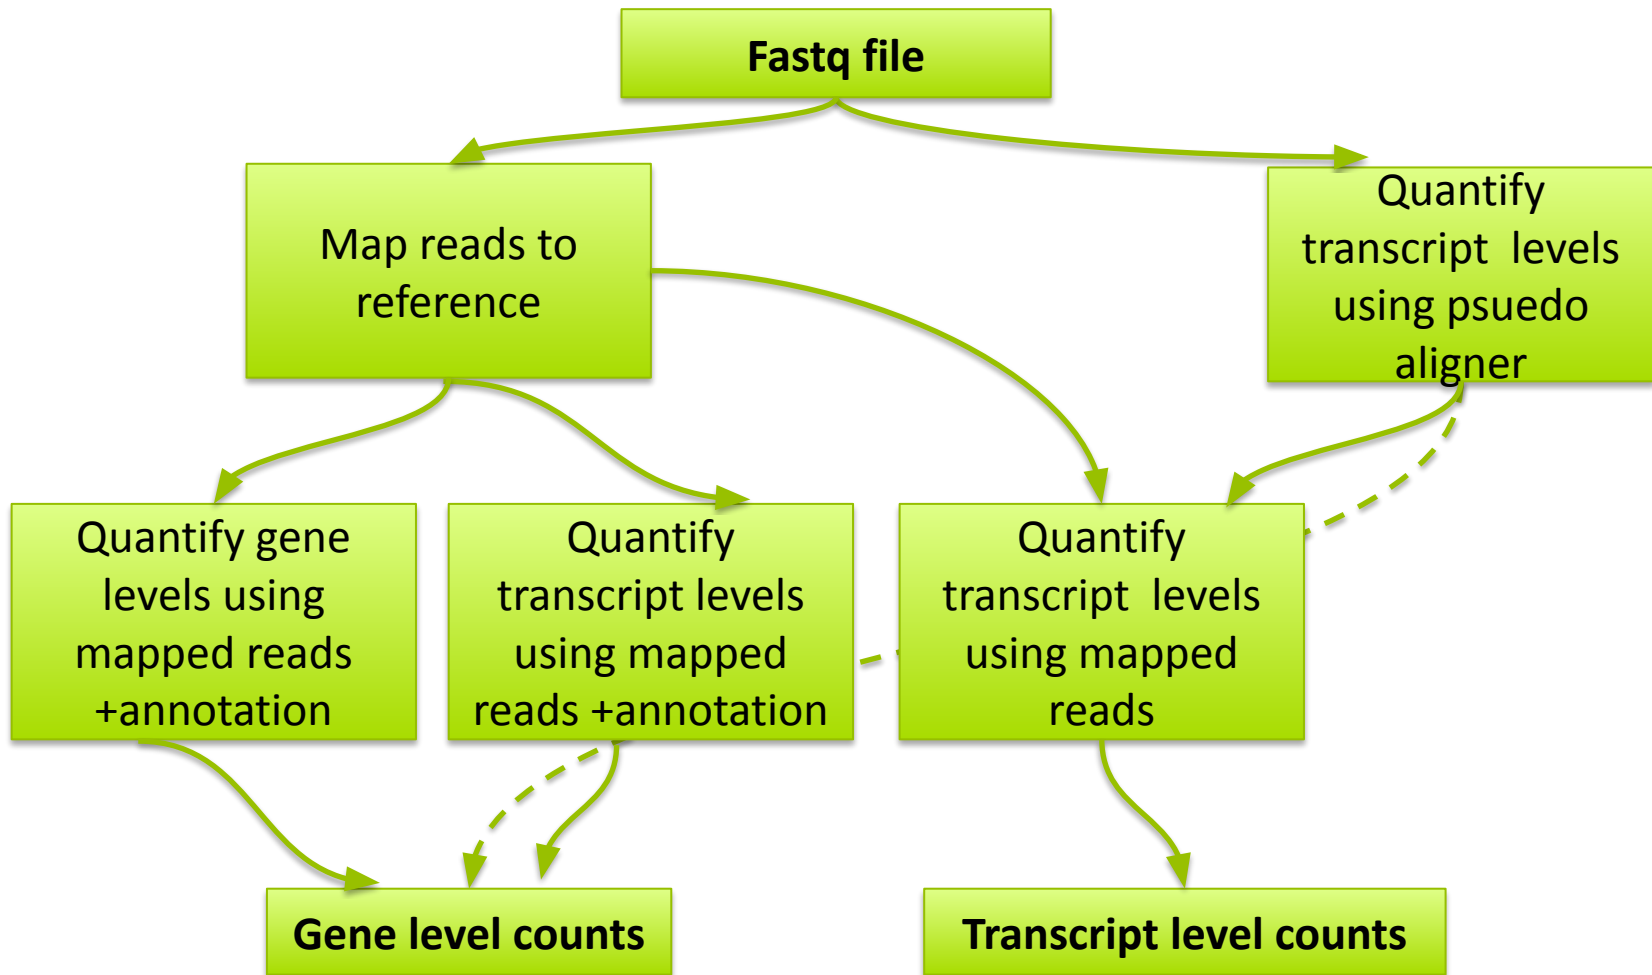 Fastq file
Map reads to
reference
Quantify
transcript levels
using psuedo
aligner
Quantify gene
levels using
mapped reads
+annotation
Quantify
transcript levels
using mapped
reads +annotation
Quantify
transcript levels
using mapped
reads
Gene level counts
Transcript level counts